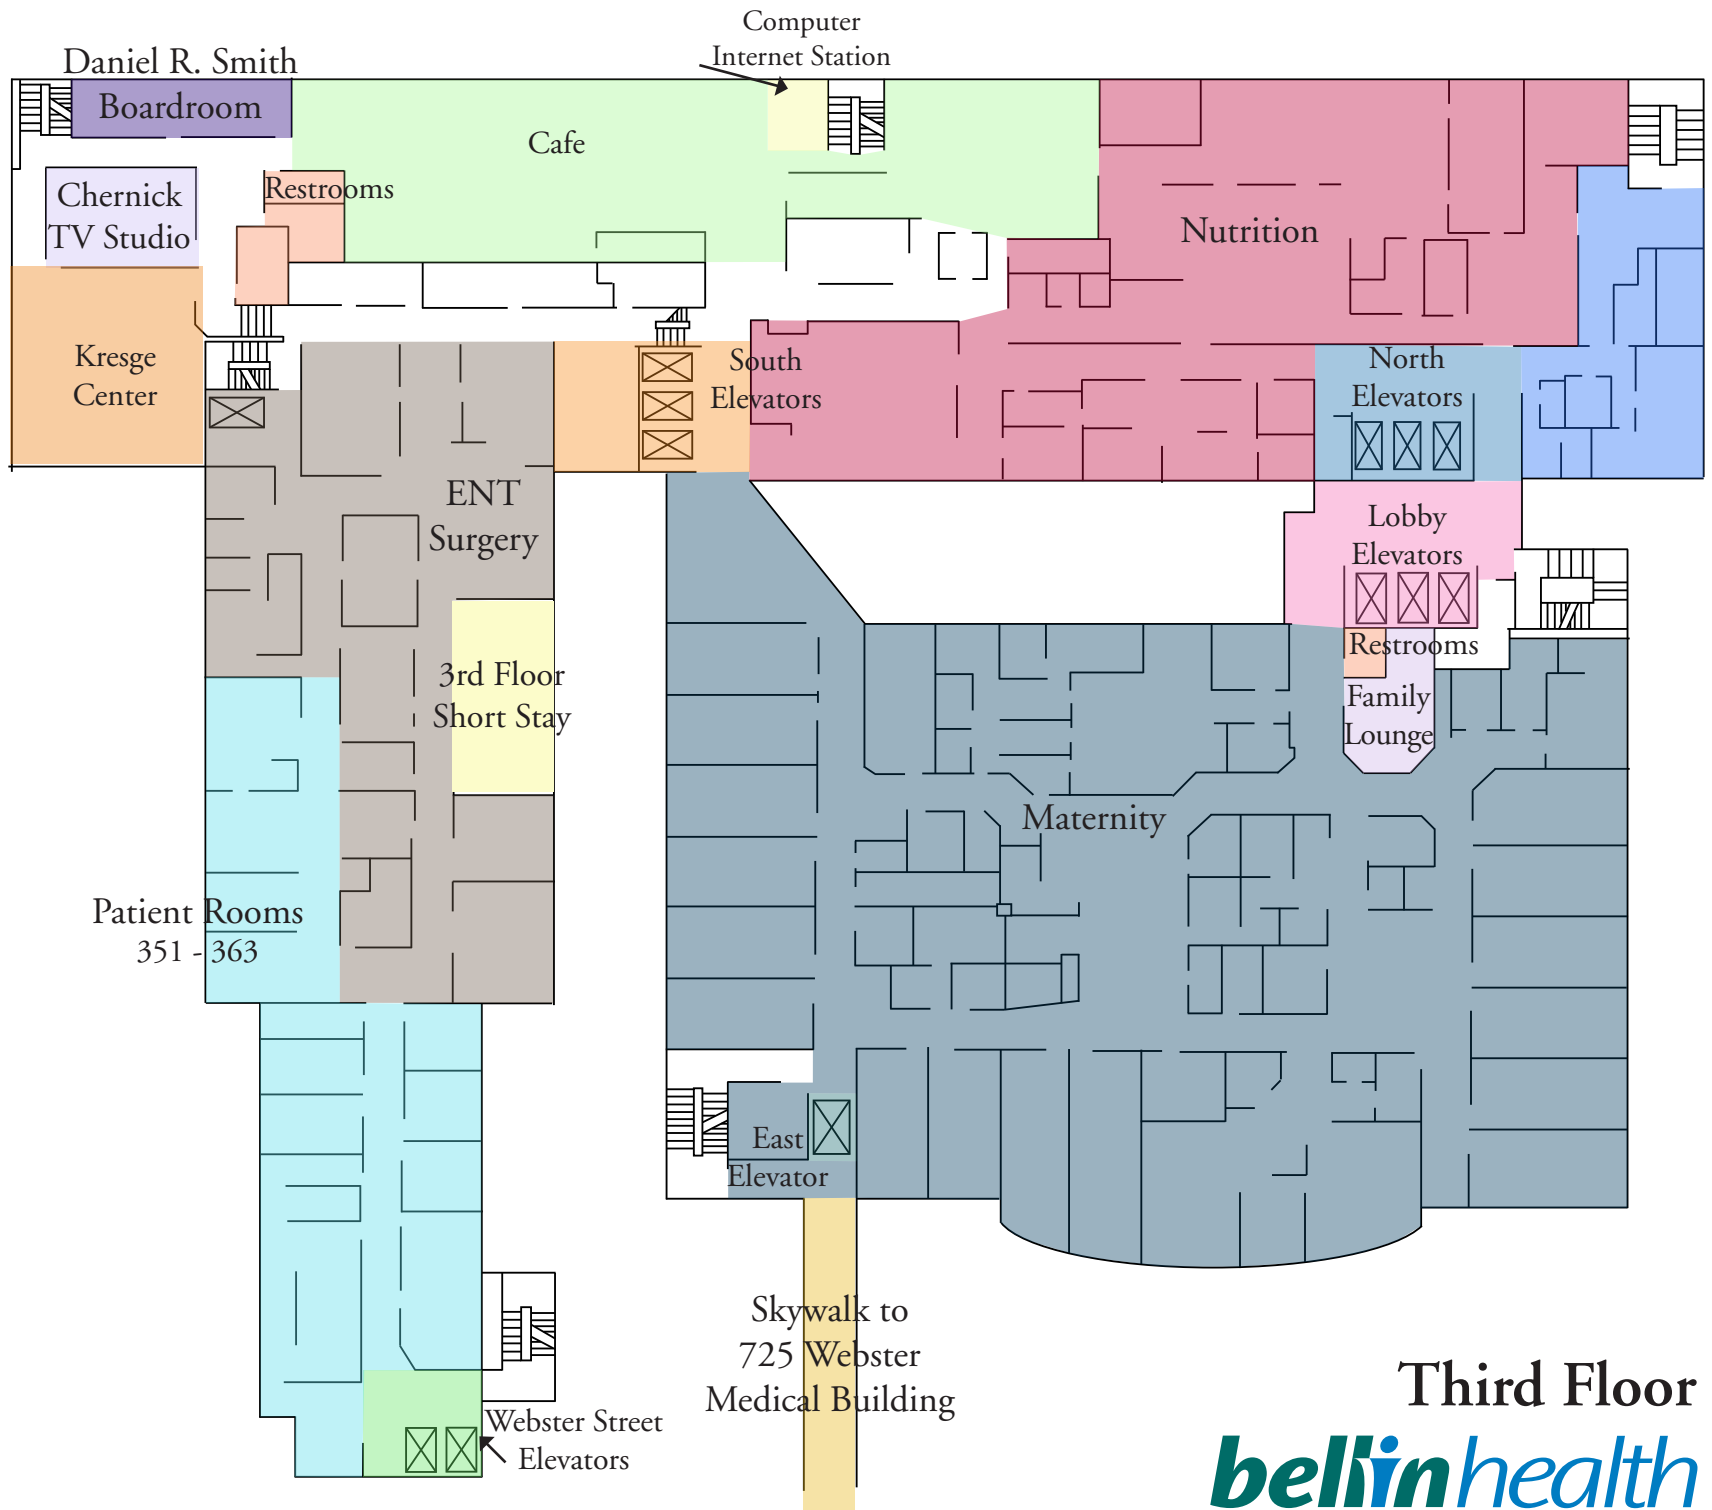 Computer
Internet Station
Daniel R. Smith
Boardroom
Cafe
Chernick
TV Studio
Restrooms
Nutrition
Kresge
Center
South
Elevators
North
Elevators
ENT
Surgery
Lobby
Elevators
Restrooms
3rd Floor
Short Stay
Family
Lounge
Maternity
Patient Rooms
351 - 363
East
Elevator
Skywalk to
725 Webster
Medical Building
Webster Street
Elevators
Third Floor
bellinhealth